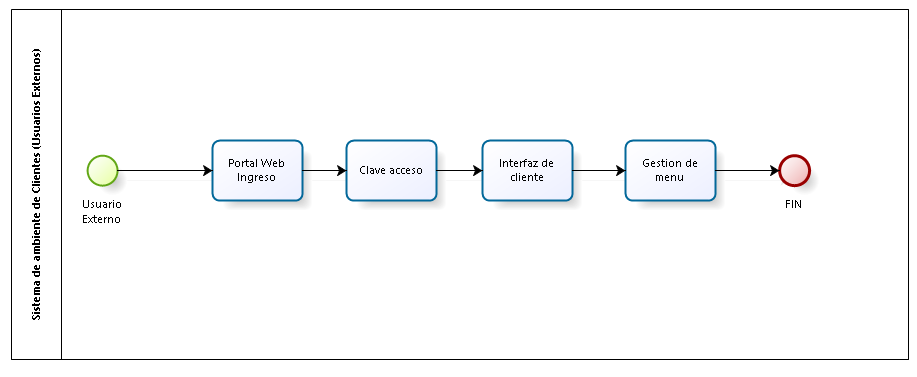 Sistema de ambiente de Clientes (Usuarios Externos)
Usuario
Externo
Portal Web
Ingreso
Clave acceso
Interfaz de
cliente
Gestion de
menu
FIN